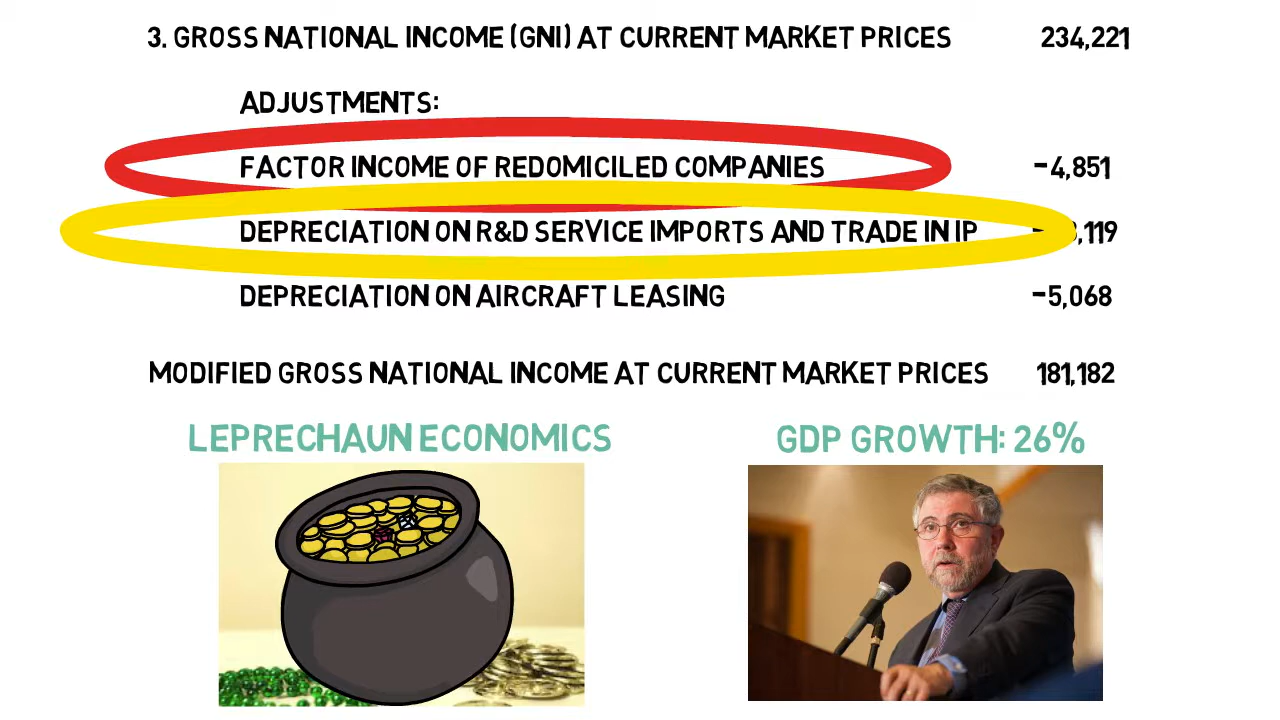 3. GROSS NATIONAL INCOME (GNI) AT CURRENT MARKET PRICES 234,221
ADJUSTMENTS:
FACTOR INCOME OF REDOMICILED COMPANIES -4,851
DEPRECIATION ON R&D SERVICE IMPORTS AND TRADE IN IP
DEPRECIATION ON AIRCRAFT LEASING -5,068
MODIFIED GROSS NATIONAL INCOME AT CURRENT MARKET PRICES 181,182
LEPRECHAUN ECONOMICS GDP GROWTH: 26%